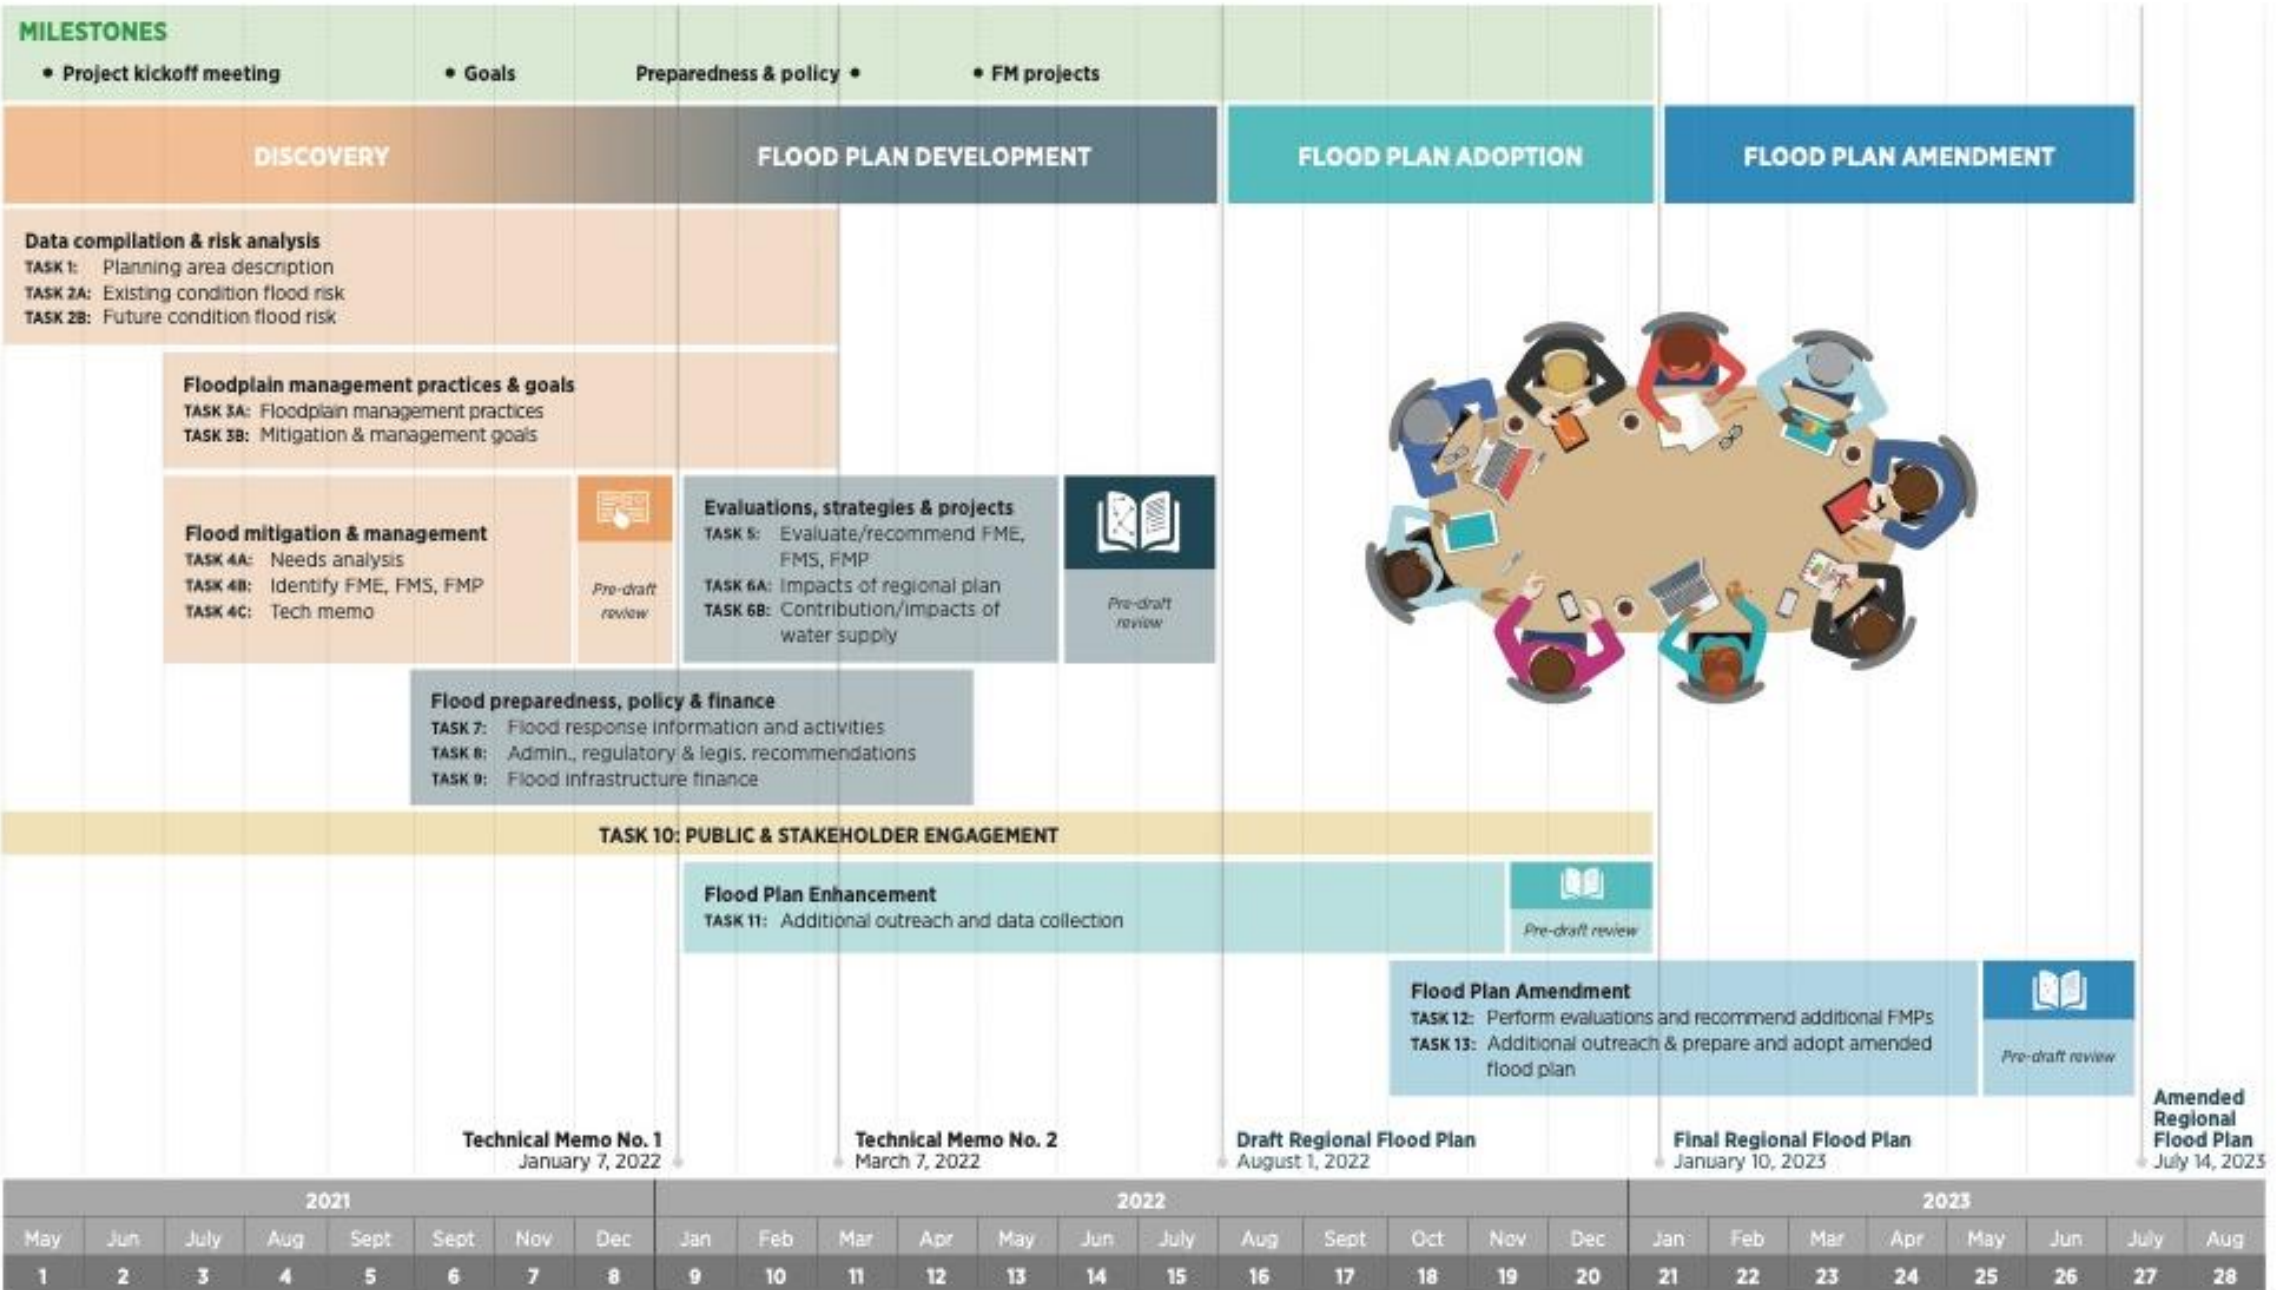 MILESTONES
• Project kickoff meeting
• Goals
Preparedness & policy •
• FM projects
DISCOVERY
FLOOD PLAN DEVELOPMENT
FLOOD PLAN ADOPTION
FLOOD PLAN AMENDMENT
Data compilation & risk analysis
TASK 1: Planning area description
TASK 2A: Existing condition flood risk
TASK 2B: Future condition flood risk
Floodplain management practices & goals
TASK 3A: Floodplain management practices
TASK 3B: Mitigation & management goals
Flood mitigation & management
TASK 4A: Needs analysis
TASK 4B: Identify FME, FMS, FMP
TASK 4C: Tech memo
Pre-draft
review
Evaluations, strategies & projects
TASK 5: Evaluate/recommend FME,
FMS, FMP
TASK 6A: Impacts of regional plan
TASK 6B: Contribution/impacts of
water supply
Pre-draft
review
Flood preparedness, policy & finance
TASK 7: Flood response information and activities
TASK 8: Admin., regulatory & legis. recommendations
TASK 9: Flood infrastructure finance
TASK 10: PUBLIC & STAKEHOLDER ENGAGEMENT
Flood Plan Enhancement
TASK 11: Additional outreach and data collection
Pre-draft review
Flood Plan Amendment
TASK 12: Perform evaluations and recommend additional FMPs
TASK 13: Additional outreach & prepare and adopt amended
flood plan
Pre-draft review
Technical Memo No. 1
January 7, 2022
Technical Memo No. 2
March 7, 2022
Draft Regional Flood Plan
August 1, 2022
Final Regional Flood Plan
January 10, 2023
Amended
Regional
Flood Plan
July 14, 2023
2021 2022 2023
May Jun July Aug Sept Sept Nov Dec Jan Feb Mar Apr May Jun July Aug Sept Oct Nov Dec Jan Feb Mar Apr May Jun July Aug
1 2 3 4 5 6 7 8 9 10 11 12 13 14 15 16 17 18 19 20 21 22 23 24 25 26 27 28